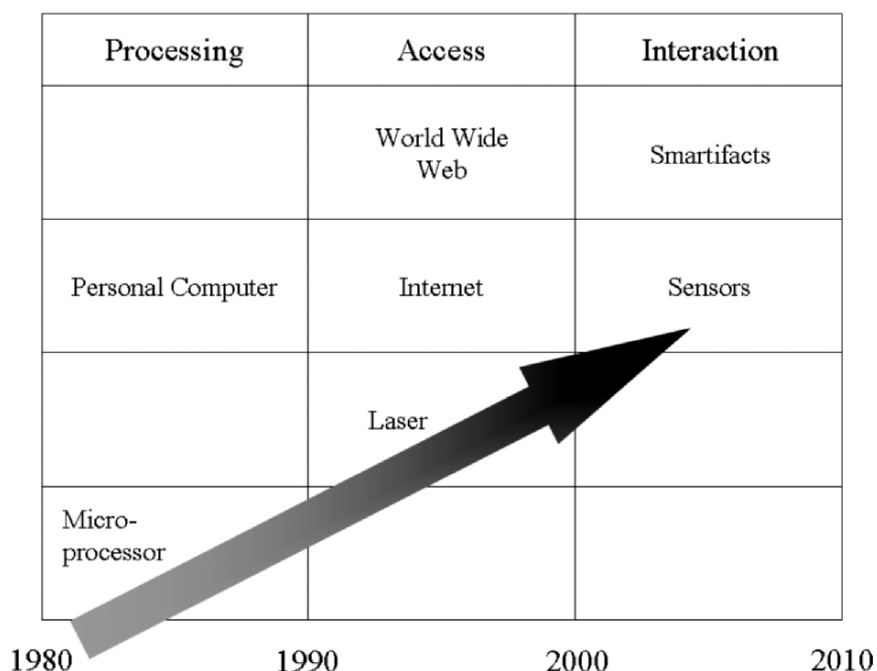 Processing
Access
Interaction
World Wide
Web
Smartifacts
Personal Computer
Internet
Sensors
Laser
Micro-
processor
1980
1990
2000
2010